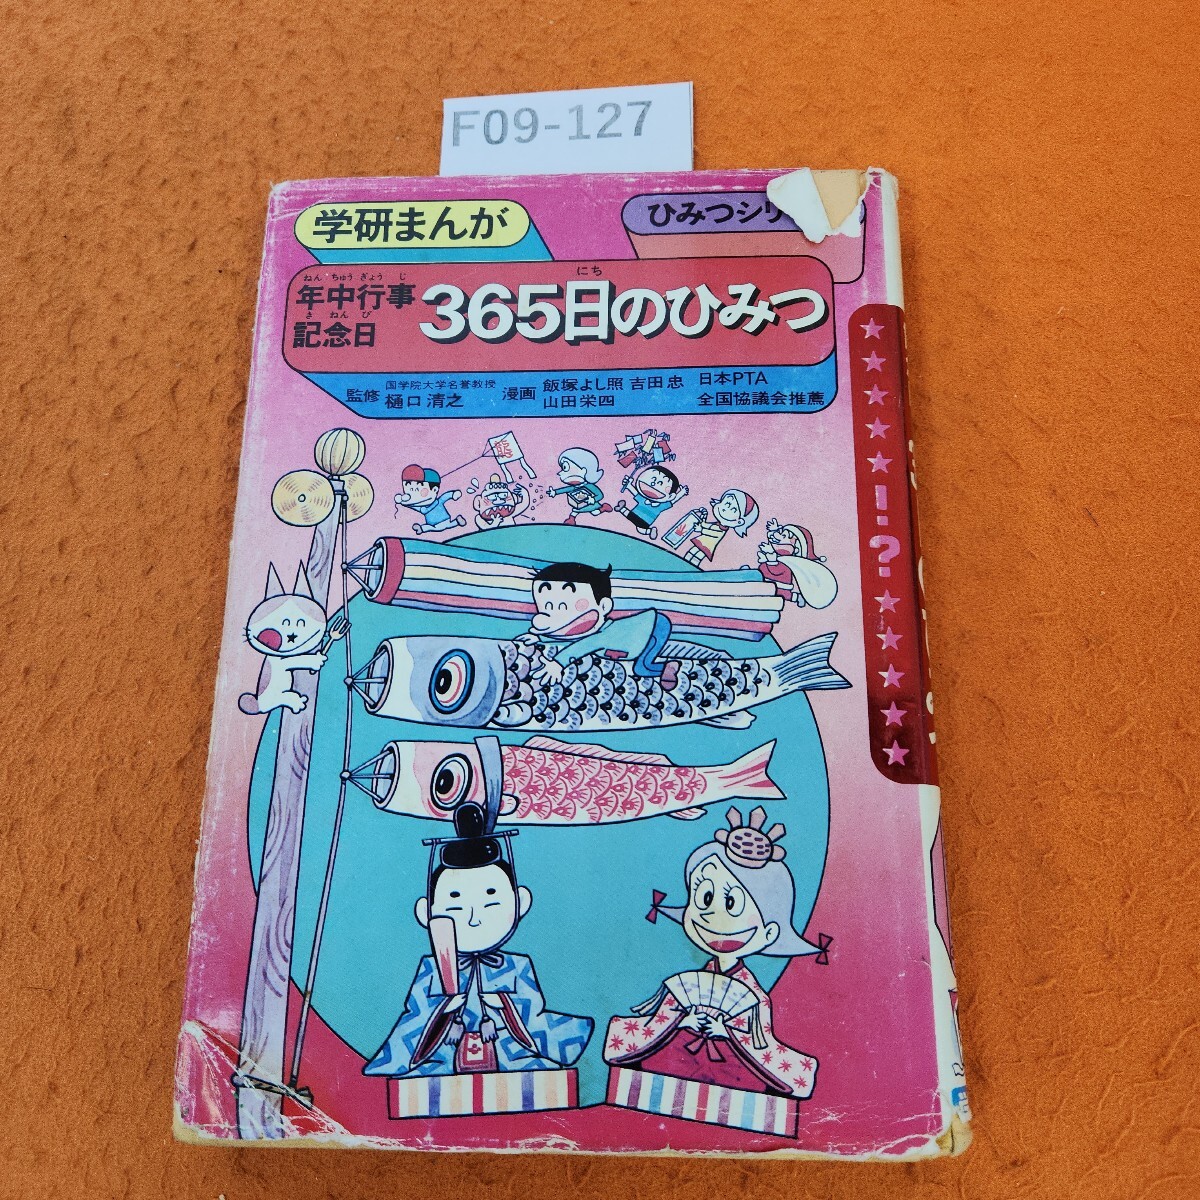 F09-127
学研まんが
ひみつシリ
ねんちゅうぎょうじ
年中行事
きねんび
記念日
にち
365日のひみつ
監修 国学院大学名誉教授 樋口清之
漫画 飯塚よし照 吉田忠 山田栄四
日本PTA
全国協議会推薦
龍
!?